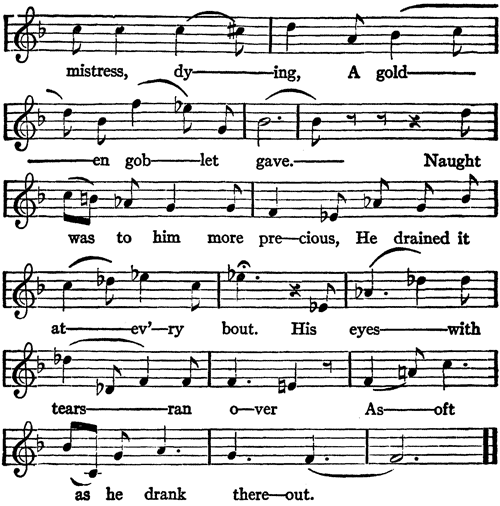 mistress, dy——ing, A gold———
———en gob—let gave.—— Naught
was to him more pre—cious, He drained it
at———ev'—ry bout. His eyes——with
tears——ran o—ver As—oft
as he drank there—out.